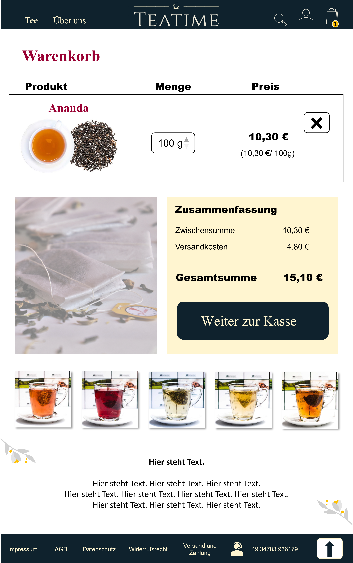 Tee
Über uns
TEATIME
1
Warenkorb
Produkt
Menge
Preis
Ananda
100 g
10,30 €
(10,30 €/ 100g)
Zusammenfassung
Zwischensumme
10,30 €
Versandkosten
4,80 €
Gesamtsumme
15,10 €
Weiter zur Kasse
Hier steht Text.
Hier steht Text. Hier steht Text. Hier steht Text.
Hier steht Text. Hier steht Text. Hier steht Text. Hier steht Text.
Hier steht Text. Hier steht Text. Hier steht Text.
Impressum
AGB
Datenschutz
Widerrufsrecht
Versand und
Zahlung